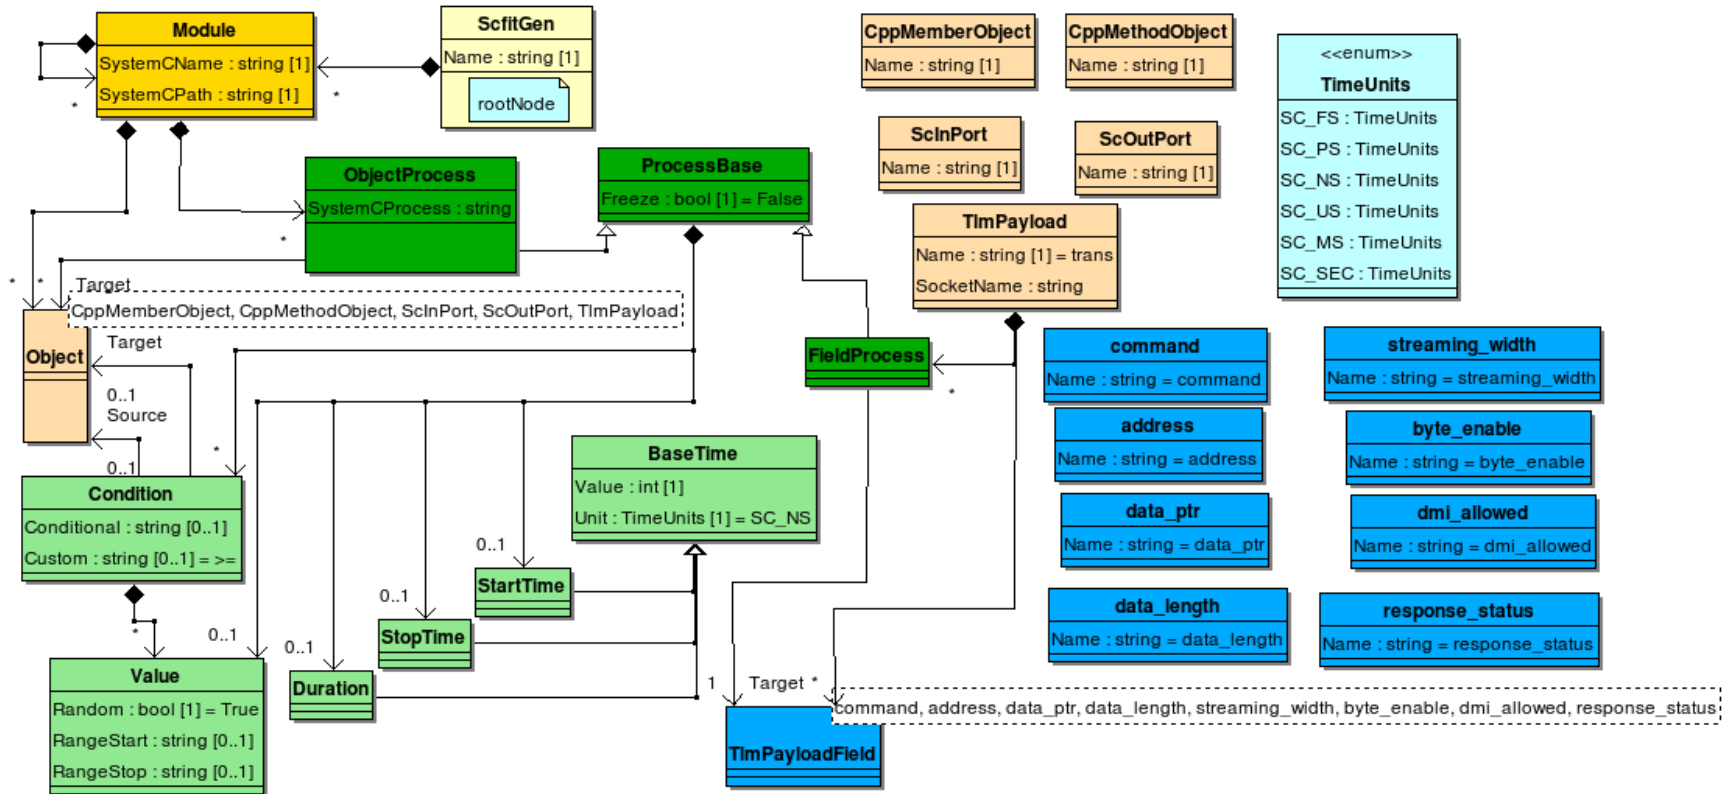 Module
SystemCName : string [1]
SystemCPath : string [1]
*
ScfitGen
Name : string [1]
rootNode
*
CppMemberObject
Name : string [1]
CppMethodObject
Name : string [1]
<<enum>>
TimeUnits
SC_FS : TimeUnits
SC_PS : TimeUnits
SC_NS : TimeUnits
SC_US : TimeUnits
SC_MS : TimeUnits
SC_SEC : TimeUnits
ScInPort
Name : string [1]
ScOutPort
Name : string [1]
ObjectProcess
SystemCProcess : string
*
ProcessBase
Freeze : bool [1] = False
TlmPayload
Name : string [1] = trans
SocketName : string
* *
Target
CppMemberObject, CppMethodObject, ScInPort, ScOutPort, TlmPayload
Object
Target
0..1
Source
0..1
*
FieldProcess
*
command
Name : string = command
streaming_width
Name : string = streaming_width
address
Name : string = address
byte_enable
Name : string = byte_enable
data_ptr
Name : string = data_ptr
dmi_allowed
Name : string = dmi_allowed
data_length
Name : string = data_length
response_status
Name : string = response_status
Condition
Conditional : string [0..1]
Custom : string [0..1] = >=
*
BaseTime
Value : int [1]
Unit : TimeUnits [1] = SC_NS
0..1
StartTime
0..1
StopTime
0..1
0..1
Duration
Value
Random : bool [1] = True
RangeStart : string [0..1]
RangeStop : string [0..1]
1
Target *
command, address, data_ptr, data_length, streaming_width, byte_enable, dmi_allowed, response_status
TlmPayloadField